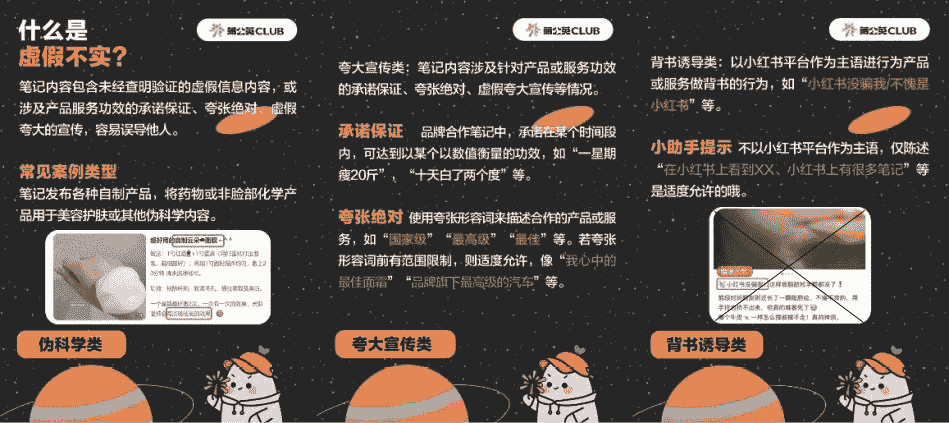 什么是
虚假不实?
蒲公英CLUB
笔记内容包含未经查明验证的虚假信息内容，或
涉及产品服务功效的承诺保证、夸张绝对、虚假
夸大的宣传，容易误导他人。
常见案例类型
笔记发布各种自制产品，将药物或非脸部化学产
品用于美容护肤或其他伪科学内容。
伪科学类
蒲公英CLUB
夸大宣传类：笔记内容涉及针对产品或服务功效
的承诺保证、夸张绝对、虚假夸大宣传等情况。
承诺保证 品牌合作笔记中，承诺在某个时间段
内，可达到以某个以数值衡量的功效，如“一星期
瘦20斤”、“十天白了两个度”等。
夸张绝对 使用夸张形容词来描述合作的产品或服
务，如“国家级”“最高级”“最佳”等。若夸张
形容词前有范围限制，则适度允许，像“我心中的
最佳面霜”“品牌旗下最高级的汽车”等。
夸大宣传类
蒲公英CLUB
背书诱导类：以小红书平台作为主语进行为产品
或服务做背书的行为，如“小红书没骗我/不愧是
小红书”等。
小助手提示 不以小红书平台作为主语，仅陈述
“在小红书上看到XX、小红书上有很多笔记”等
是适度允许的哦。
背书诱导类